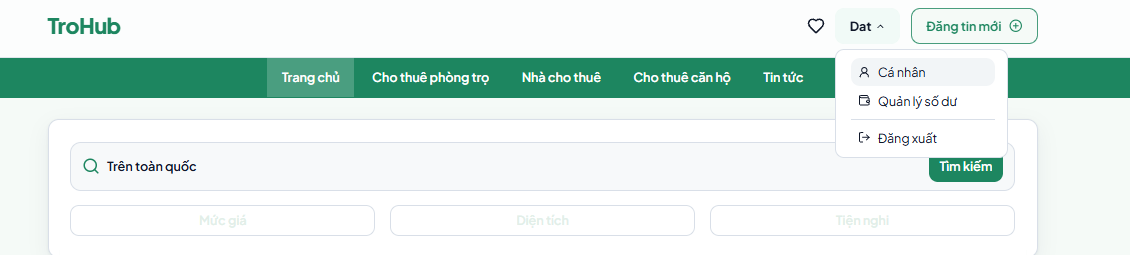 TroHub
Dat
Đăng tin mới
Trang chủ
Cho thuê phòng trọ
Nhà cho thuê
Cho thuê căn hộ
Tin tức
Cá nhân
Quản lý số dư
Đăng xuất
Trên toàn quốc
Tìm kiếm
Mức giá
Diện tích
Tiện nghi